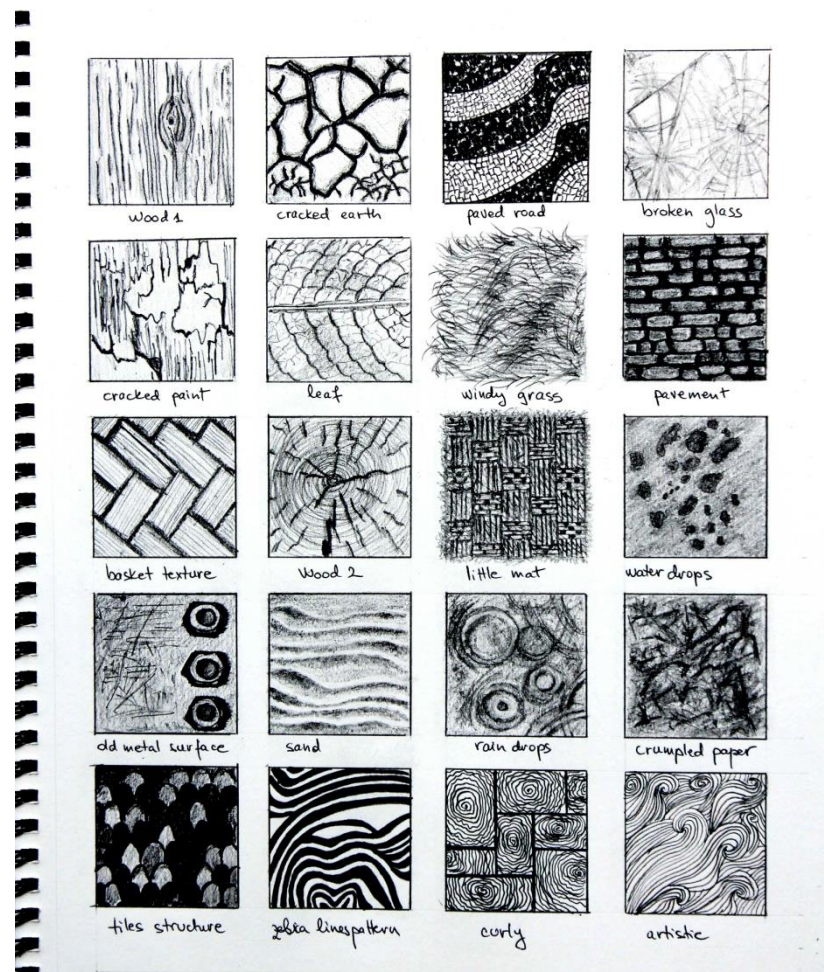 wood 1
cracked earth
paved road
broken glass
cracked paint
leaf
windy grass
pavement
basket texture
Wood 2
little mat
water drops
old metal surface
sand
rain drops
crumpled paper
tiles structure
zebra linespattern
curly
artistic